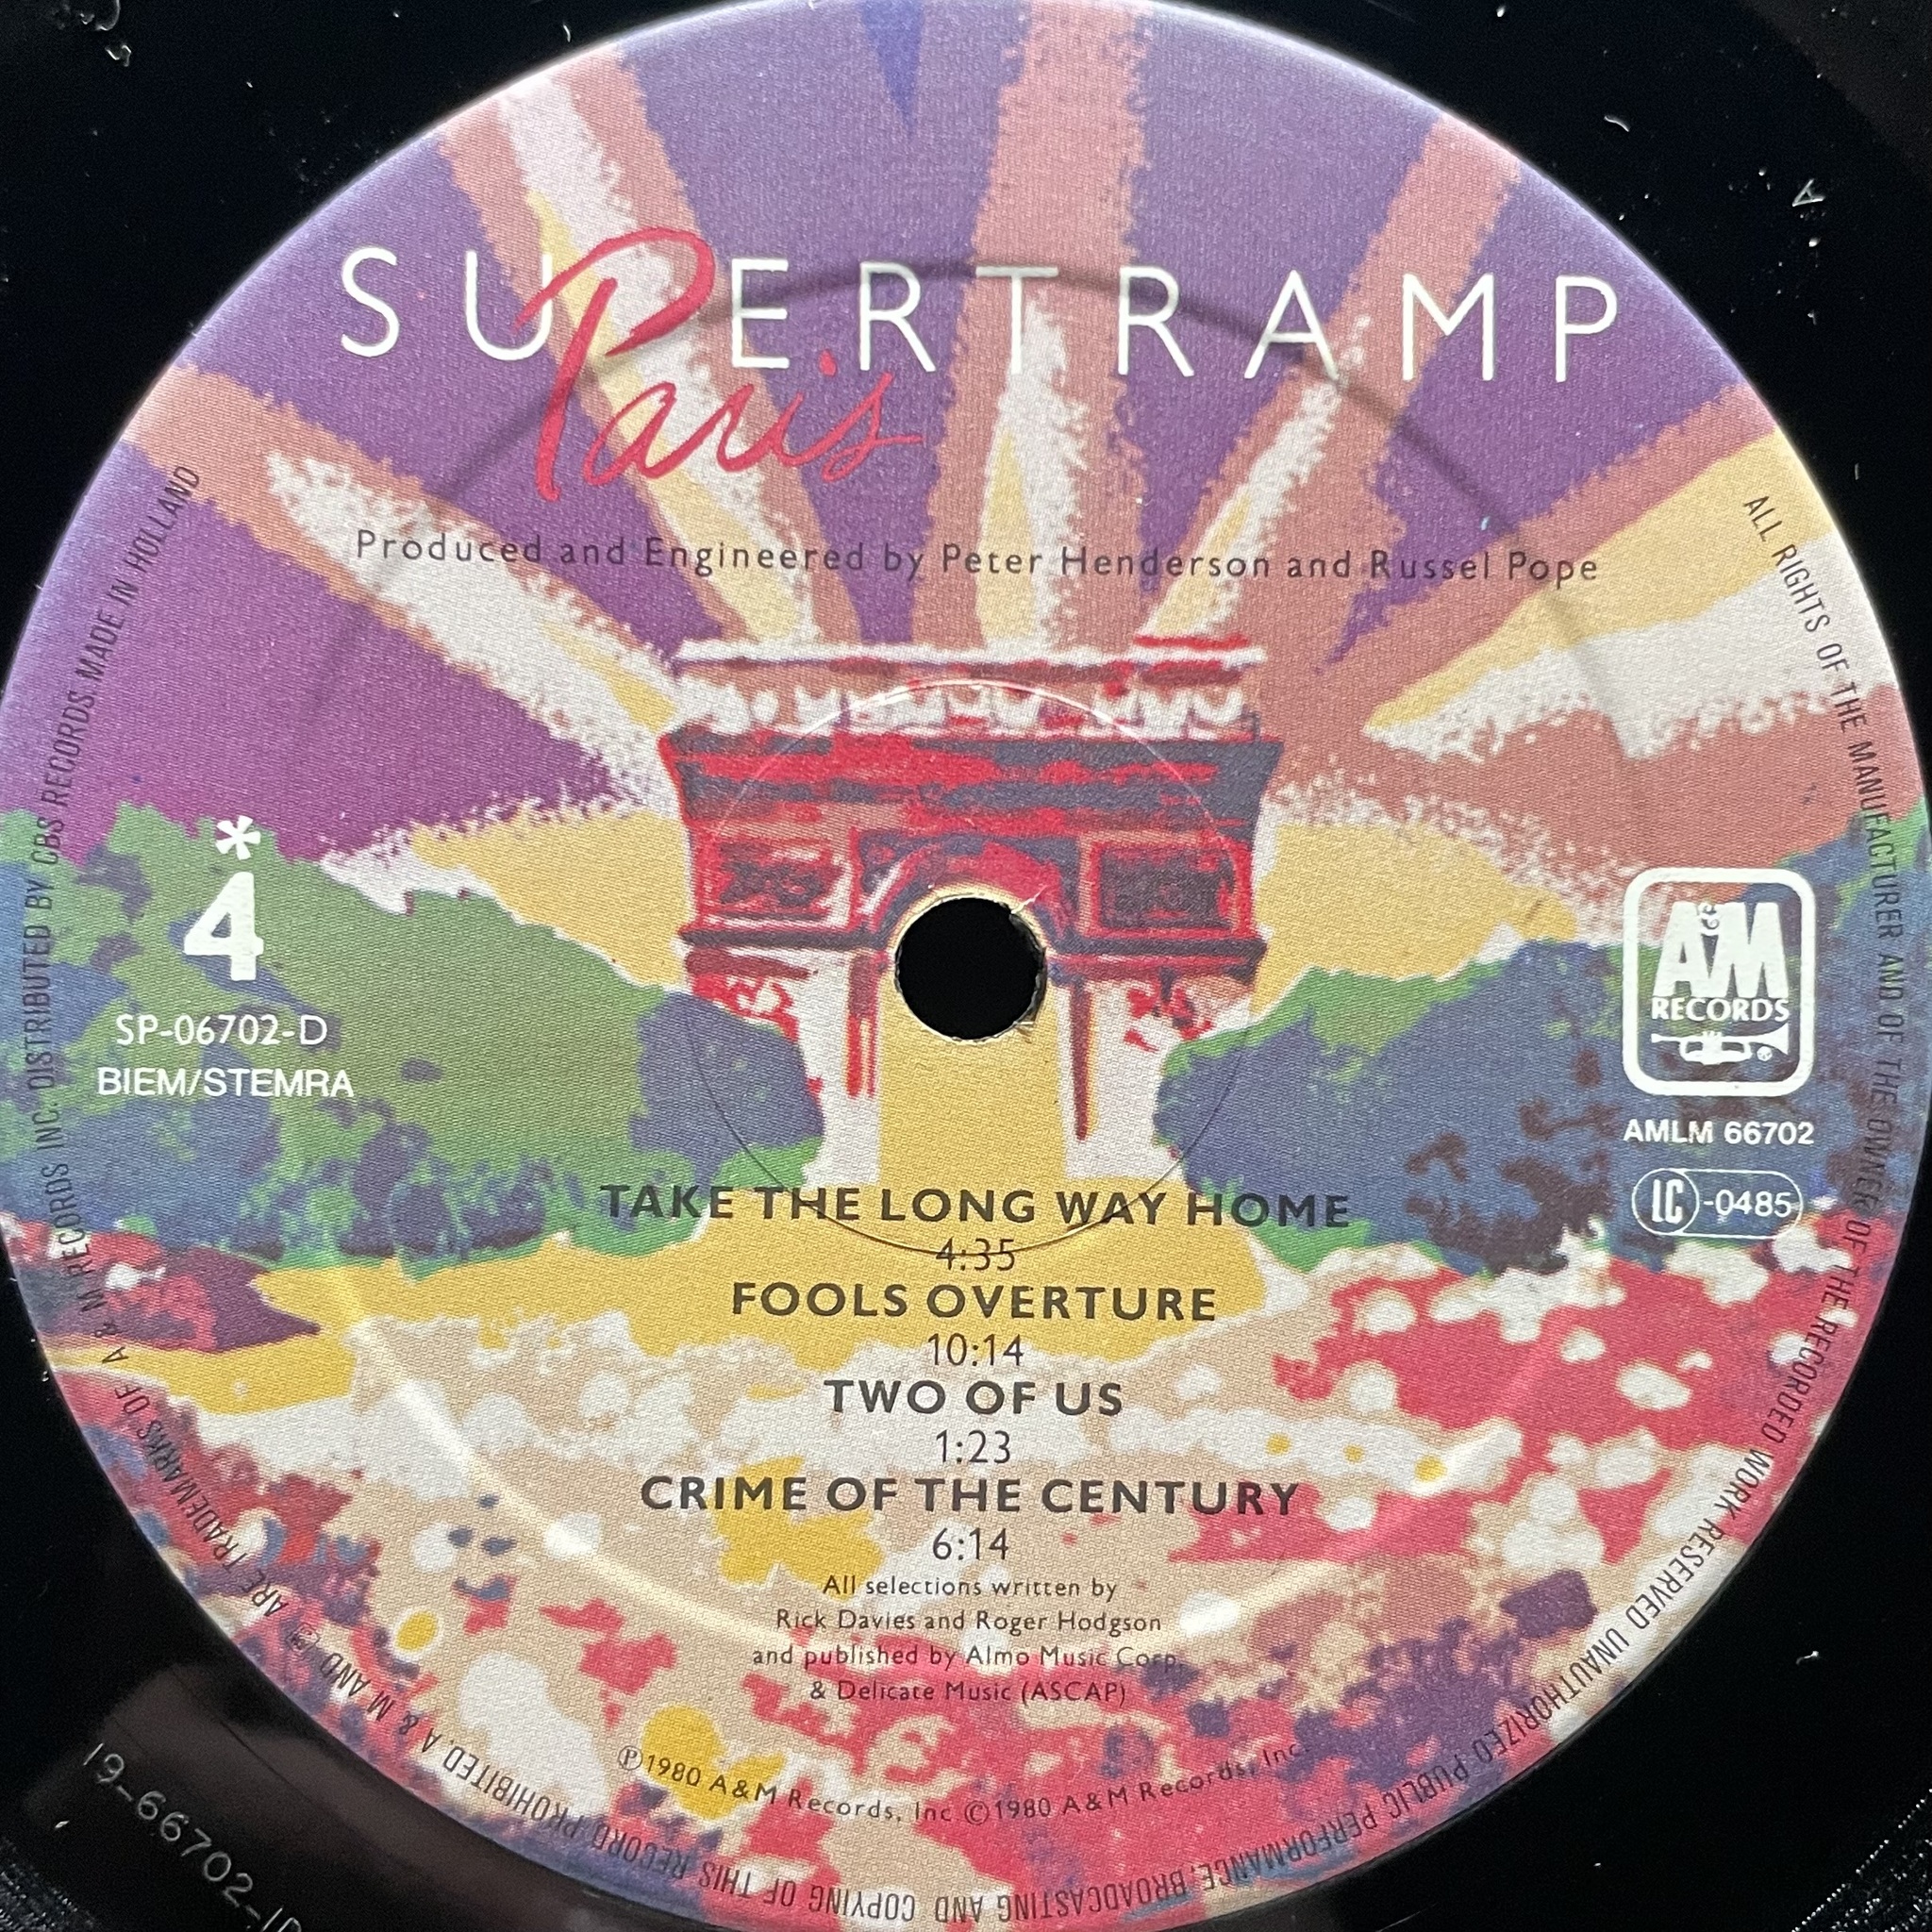 SUPERTRAMP
Paris
Produced and Engineered by Peter Henderson and Russel Pope
*
4
SP-06702-D
BIEM/STEMRA
A&M
RECORDS
®
AMLM 66702
LC-0485
TAKE THE LONG WAY HOME
4:35
FOOLS OVERTURE
10:14
TWO OF US
1:23
CRIME OF THE CENTURY
6:14
All selections written by
Rick Davies and Roger Hodgson
and published by Almo Music Corp.
& Delicate Music (ASCAP)
℗1980 A&M Records, Inc ©1980 A&M Records, Inc.
ALL RIGHTS OF THE MANUFACTURER AND OF THE OWNER OF THE RECORDED WORK RESERVED UNAUTHORIZED PUBLIC PERFORMANCE, BROADCASTING AND COPYING OF THIS RECORD PROHIBITED. A & M AND ARE TRADEMARKS OF A & M RECORDS INC. DISTRIBUTED BY CBS RECORDS. MADE IN HOLLAND
19-66702-1D